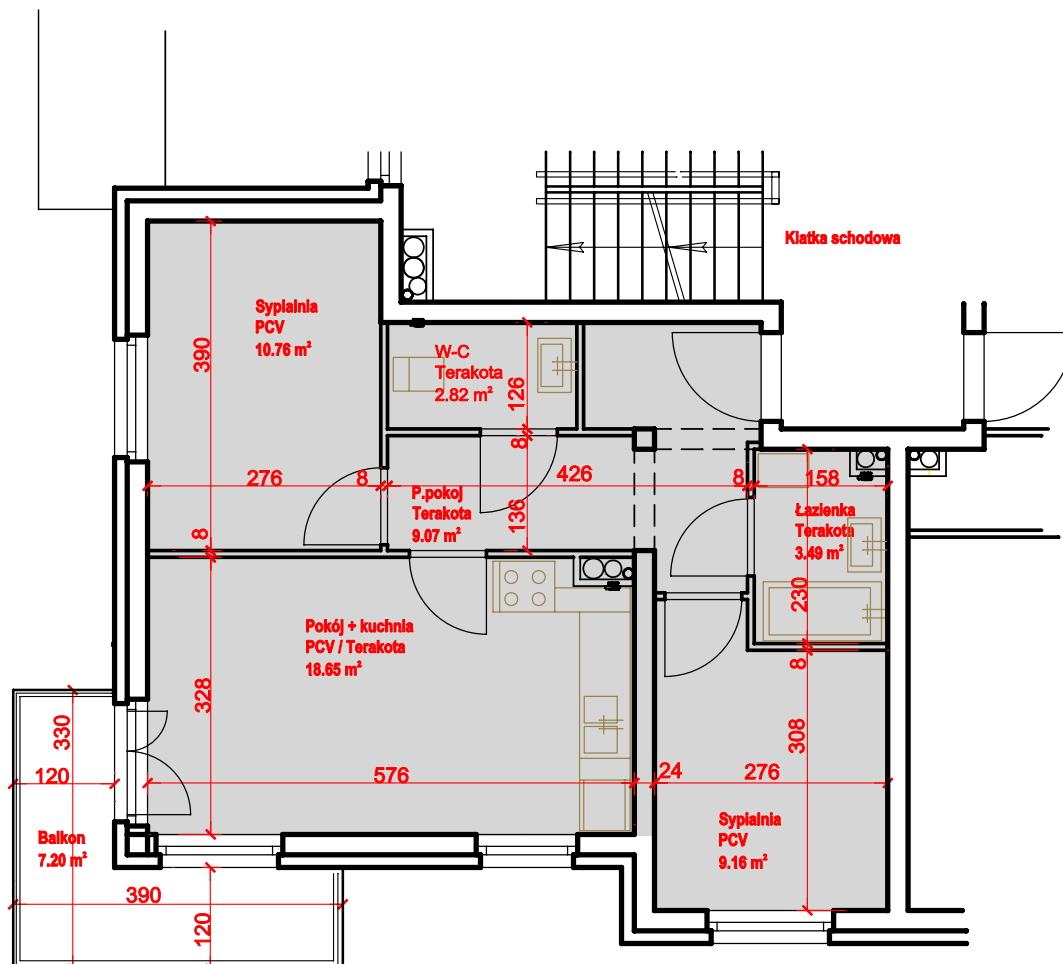 Klatka schodowa
Sypialnia
PCV
10.76 m²
390
W-C
Terakota
2.82 m²
126
8
276
8
426
8
158
P.pokoj
Terakota
9.07 m²
136
Łazienka
Terakota
3.49 m²
230
8
8
Pokój + kuchnia
PCV / Terakota
18.65 m²
328
330
120
576
24
276
308
Balkon
7.20 m²
Sypialnia
PCV
9.16 m²
390
120